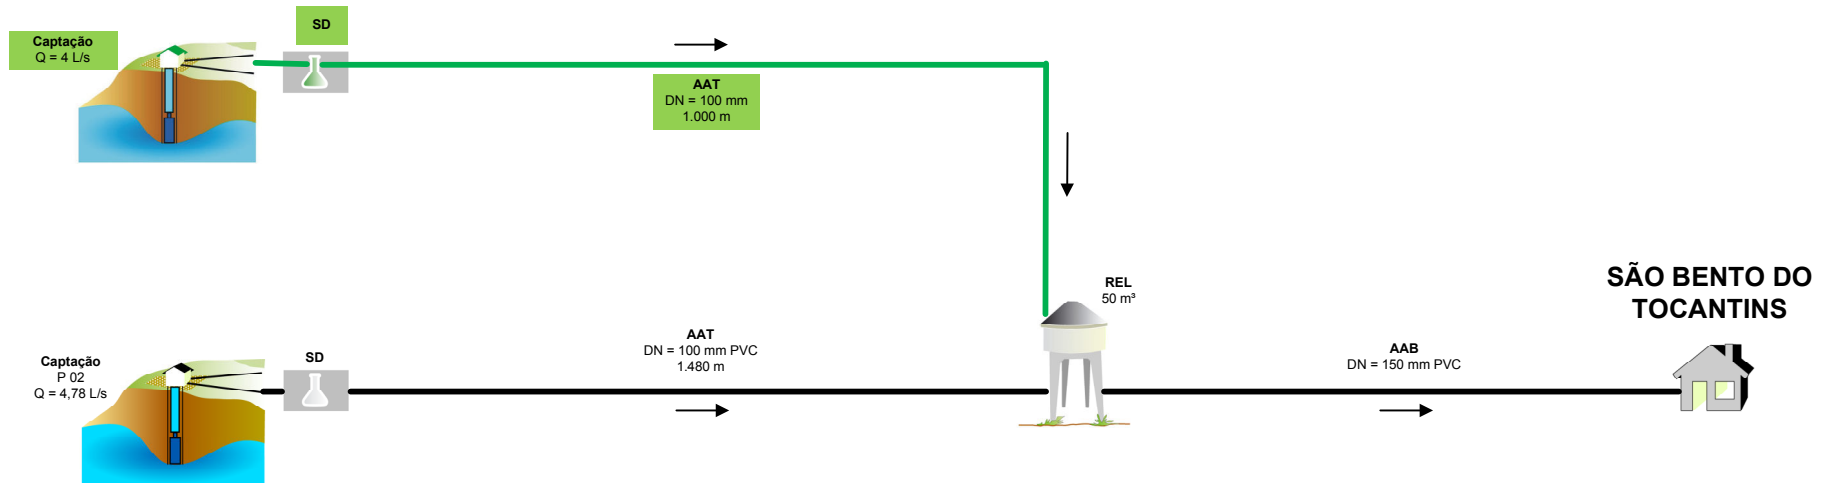 Captação
Q = 4 L/s
SD
AAT
DN = 100 mm
1.000 m
REL
50 m³
SÃO BENTO DO
TOCANTINS
Captação
P 02
Q = 4,78 L/s
SD
AAT
DN = 100 mm PVC
1.480 m
AAB
DN = 150 mm PVC